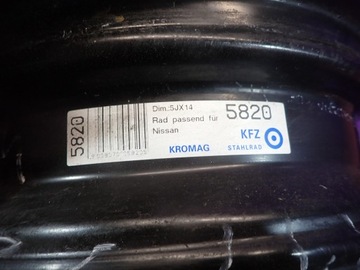 5820
Dim.:5JX14
Rad passend für
Nissan
KROMAG
5820
KFZ
STAHLRAD